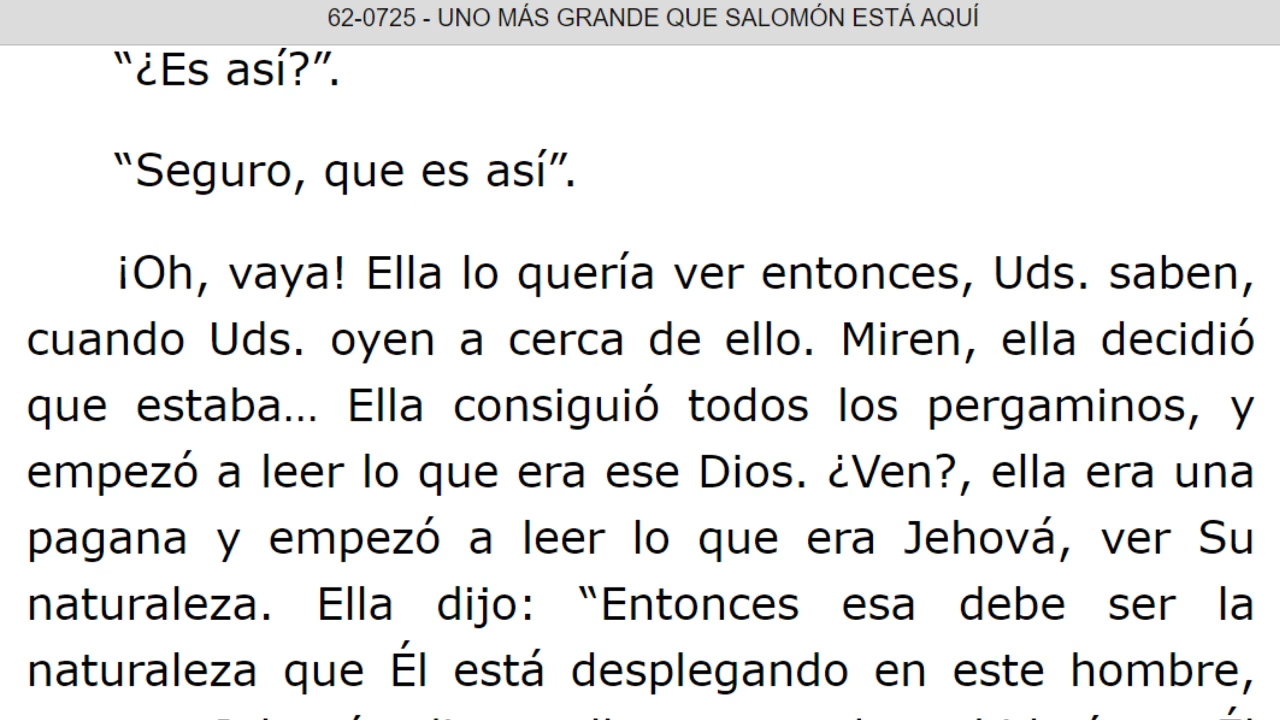 62-0725 - UNO MÁS GRANDE QUE SALOMÓN ESTÁ AQUÍ
“¿Es así?”.
“Seguro, que es así”.
¡Oh, vaya! Ella lo quería ver entonces, Uds. saben,
cuando Uds. oyen a cerca de ello. Miren, ella decidió
que estaba… Ella consiguió todos los pergaminos, y
empezó a leer lo que era ese Dios. ¿Ven?, ella era una
pagana y empezó a leer lo que era Jehová, ver Su
naturaleza. Ella dijo: “Entonces esa debe ser la
naturaleza que Él está desplegando en este hombre,